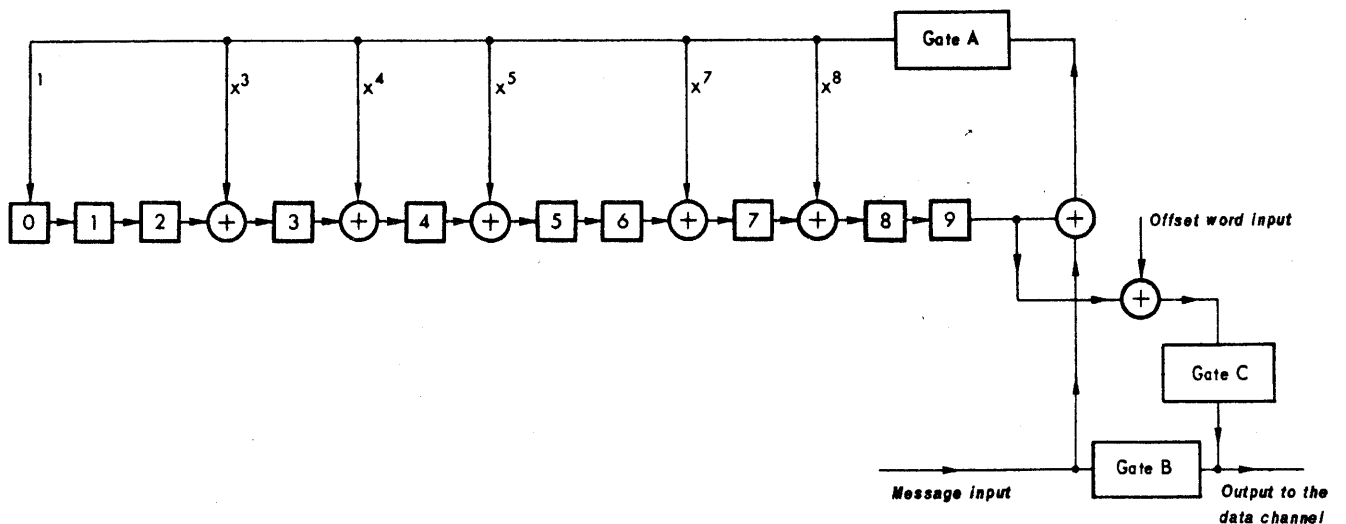 Gate A
1
x3
x4
x5
x7
x8
0
1
2
+
3
+
4
+
5
6
+
7
+
8
9
+
Offset word input
+
Gate C
Gate B
Message input
Output to the
data channel